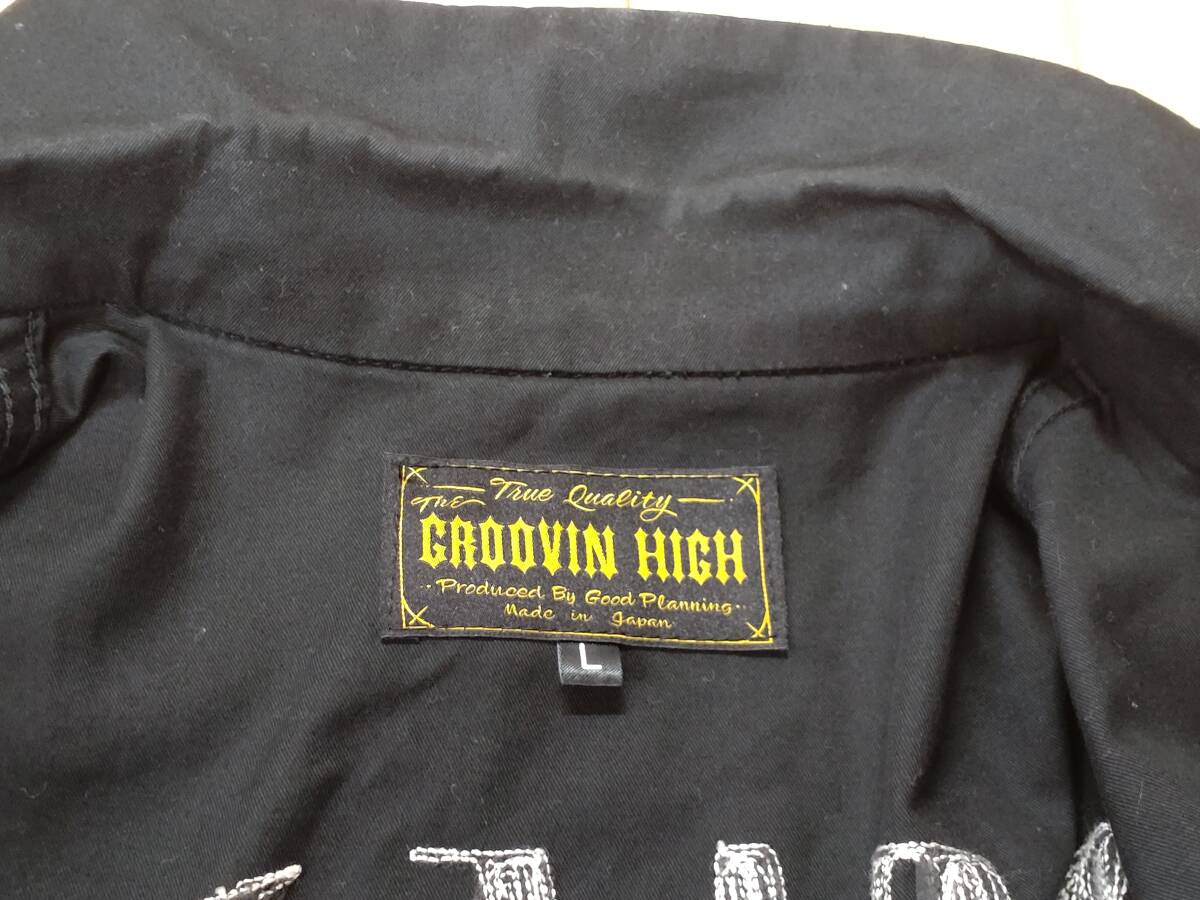 True Quality
The
GROOVIN HIGH
Produced By Good Planning
Made in Japan
L